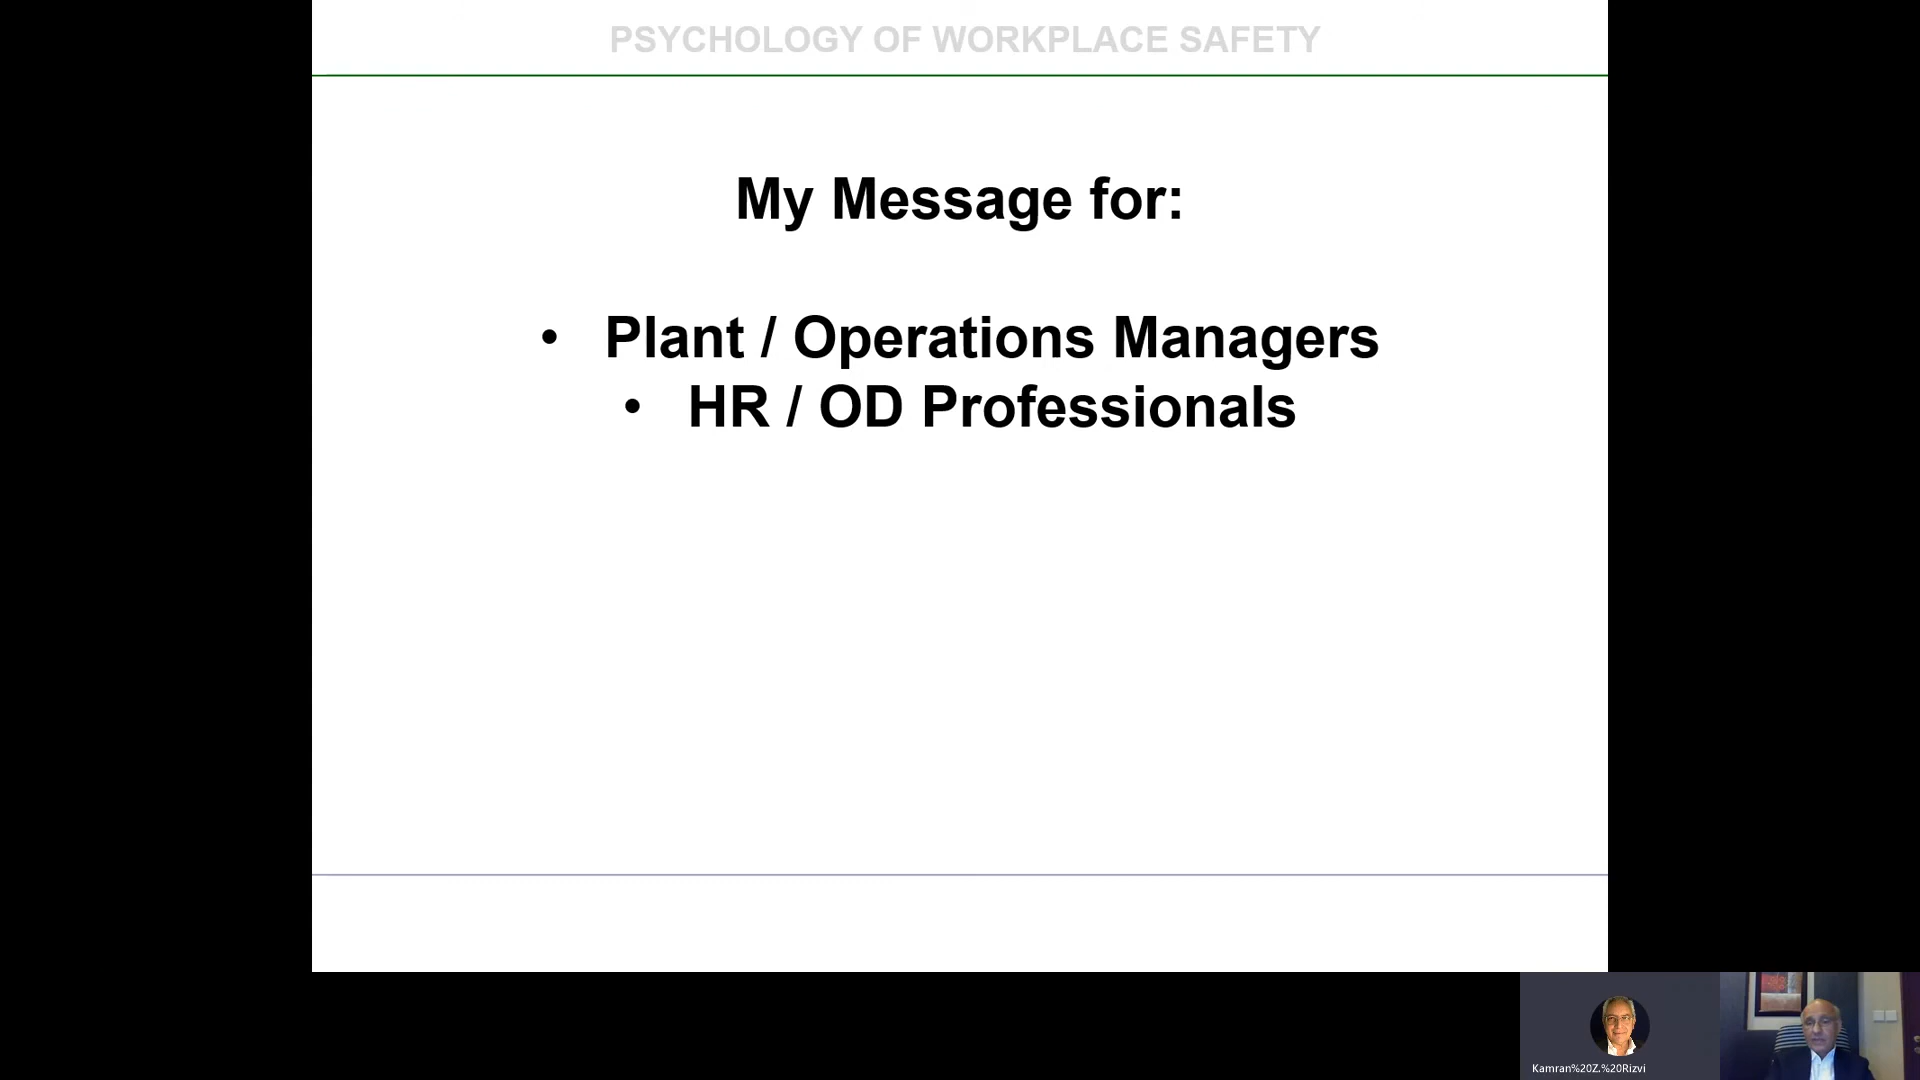 PSYCHOLOGY OF WORKPLACE SAFETY
My Message for:
• Plant / Operations Managers
• HR / OD Professionals
Kamran%20Z.%20Rizvi